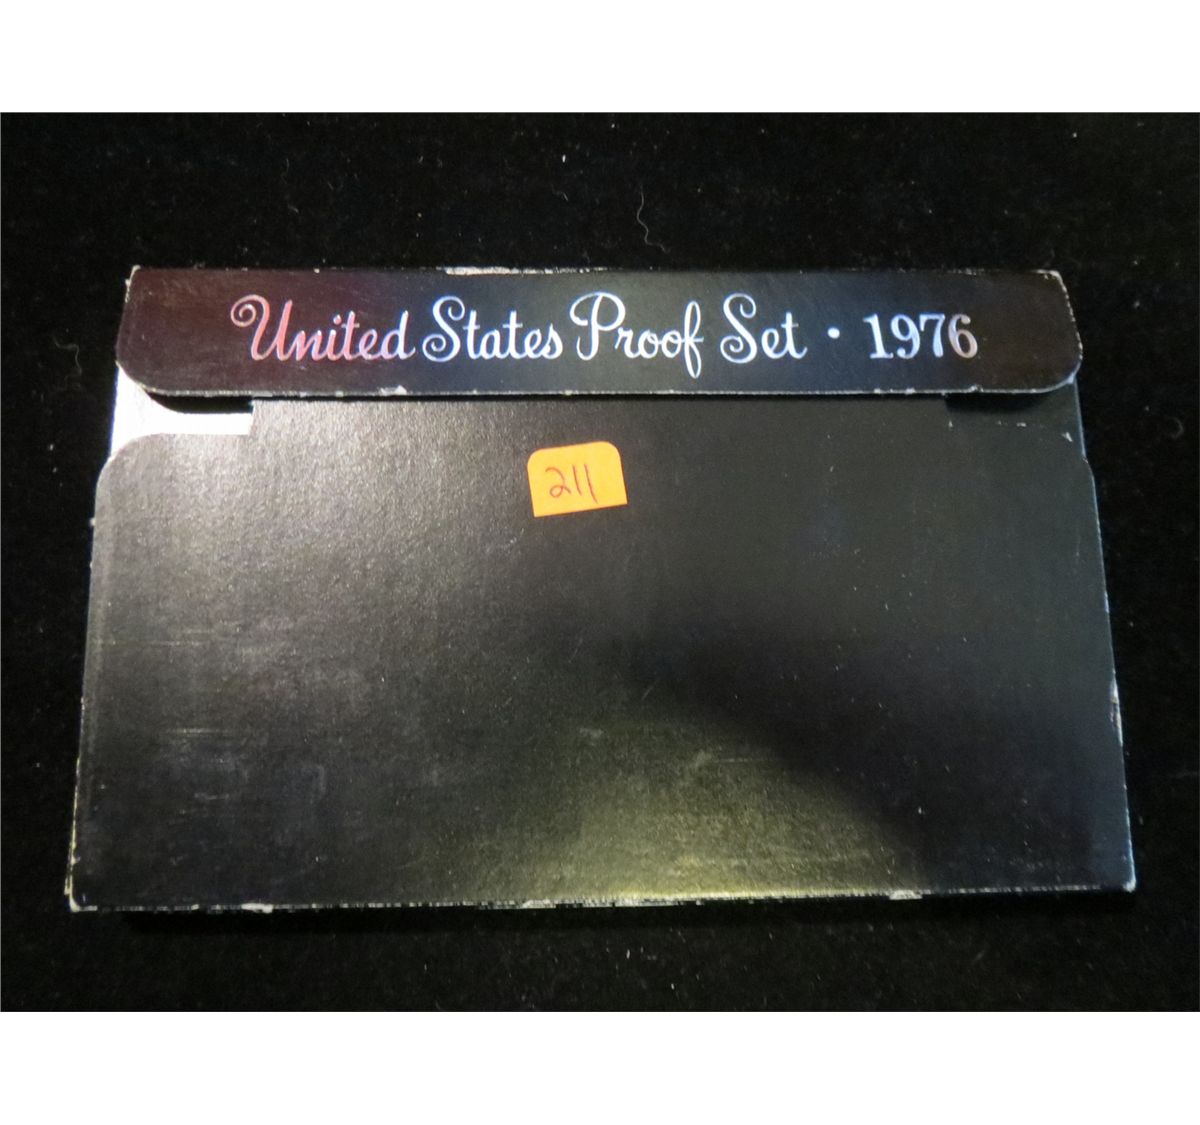 United States Proof Set · 1976
211